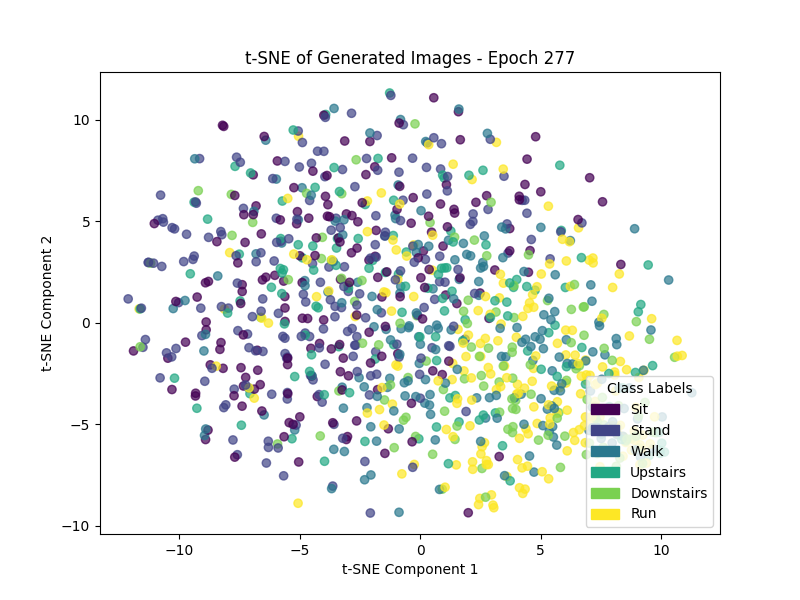 t-SNE of Generated Images - Epoch 277
t-SNE Component 2
10
5
0
−5
−10
Class Labels
Sit
Stand
Walk
Upstairs
Downstairs
Run
−10
−5
0
5
10
t-SNE Component 1